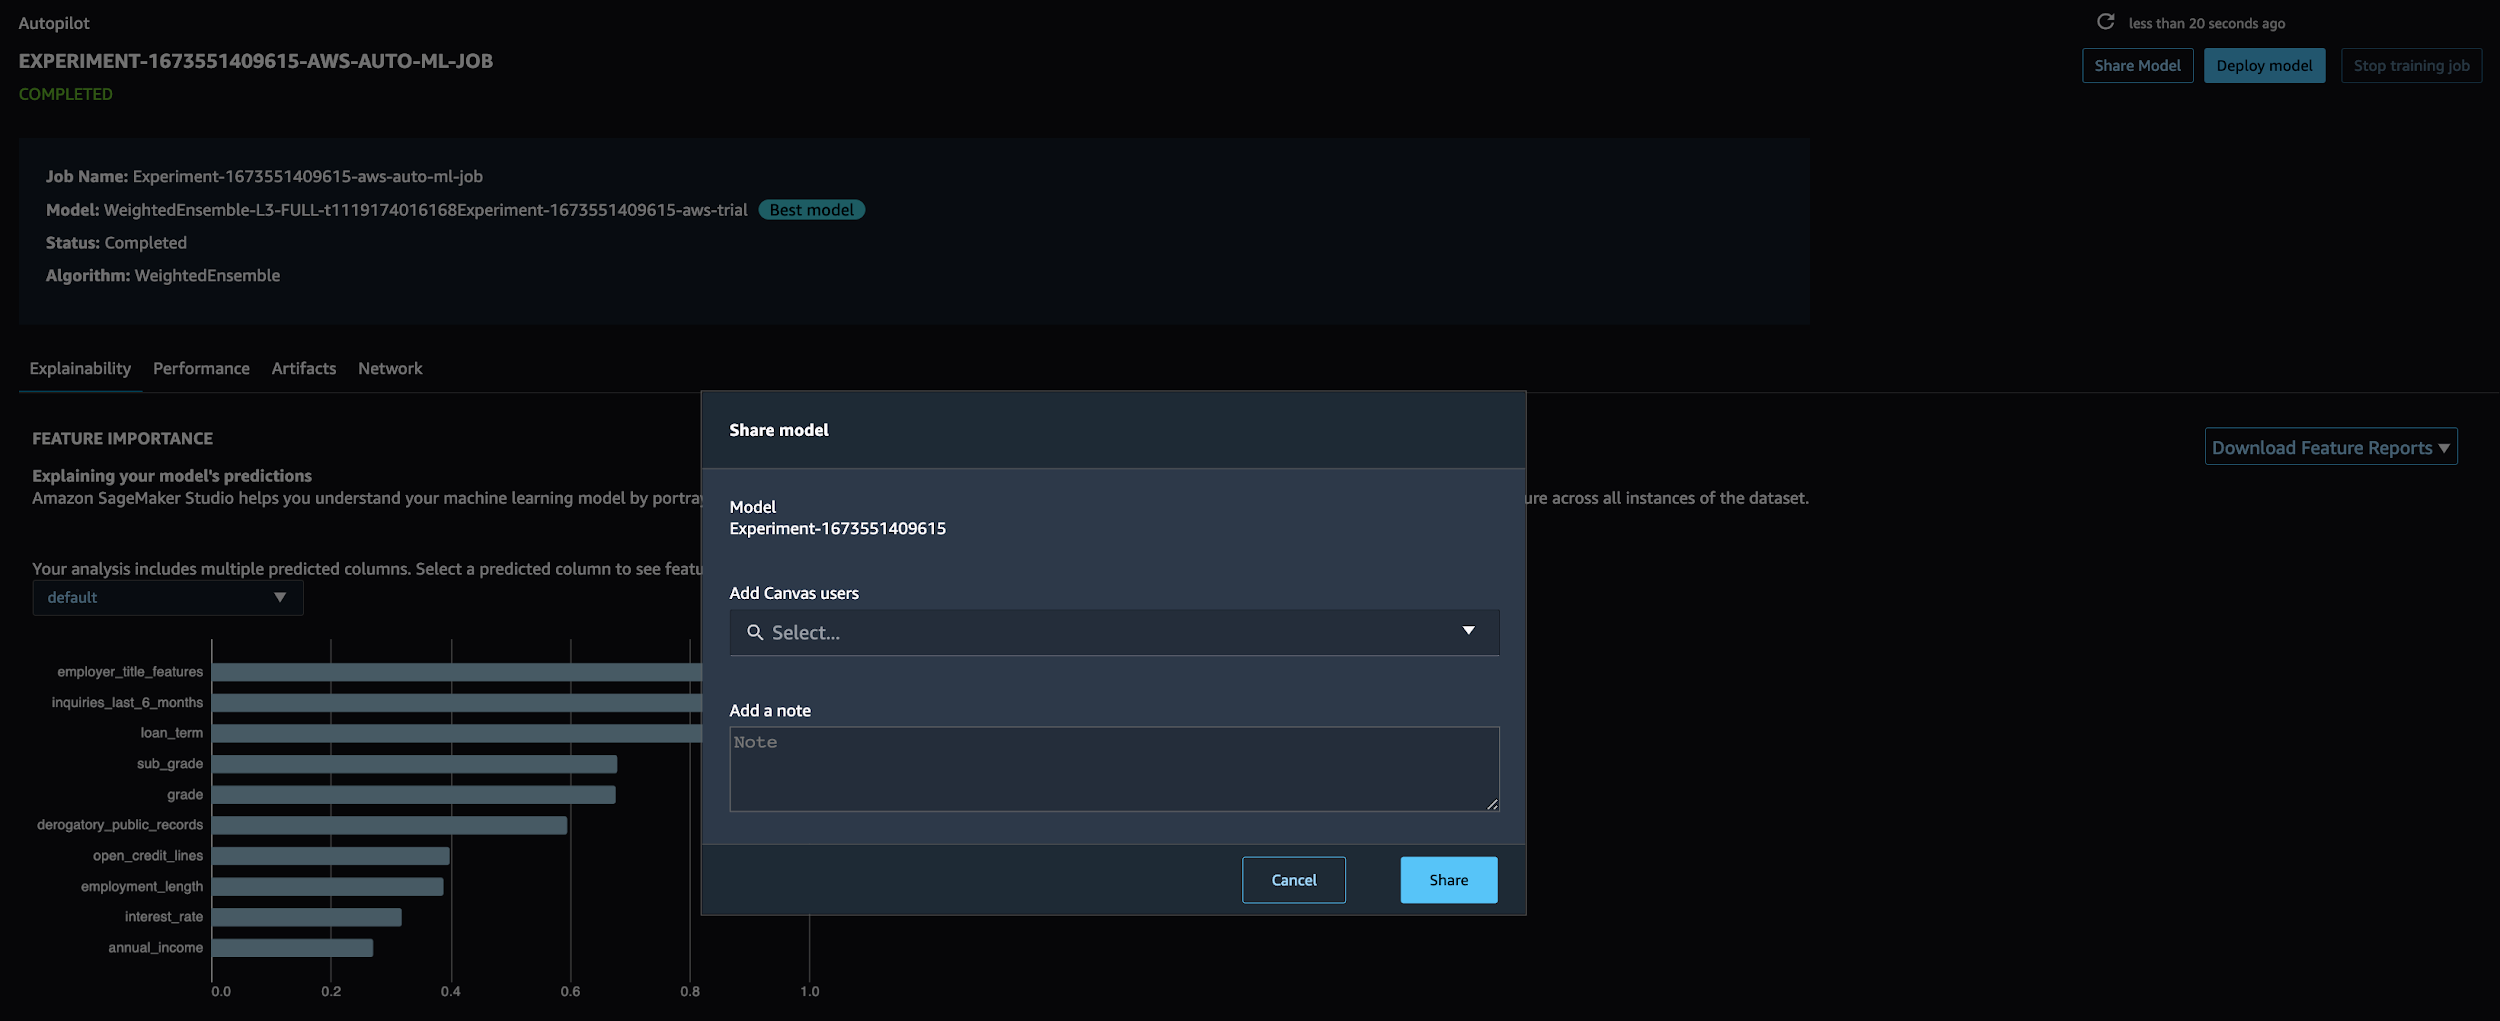 Autopilot
less than 20 seconds ago
EXPERIMENT-1673551409615-AWS-AUTO-ML-JOB
Share Model
Deploy model
Stop training job
COMPLETED
Job Name: Experiment-1673551409615-aws-auto-ml-job
Model: WeightedEnsemble-L3-FULL-t1119174016168Experiment-1673551409615-aws-trial Best model
Status: Completed
Algorithm: WeightedEnsemble
Explainability Performance Artifacts Network
FEATURE IMPORTANCE
Download Feature Reports
Explaining your model's predictions
Amazon SageMaker Studio helps you understand your machine learning model by portray
ure across all instances of the dataset.
Your analysis includes multiple predicted columns. Select a predicted column to see featu
default
employer_title_features
inquiries_last_6_months
loan_term
sub_grade
grade
derogatory_public_records
open_credit_lines
employment_length
interest_rate
annual_income
0.0 0.2 0.4 0.6 0.8 1.0
Share model
Model
Experiment-1673551409615
Add Canvas users
Select...
Add a note
Note
Cancel
Share